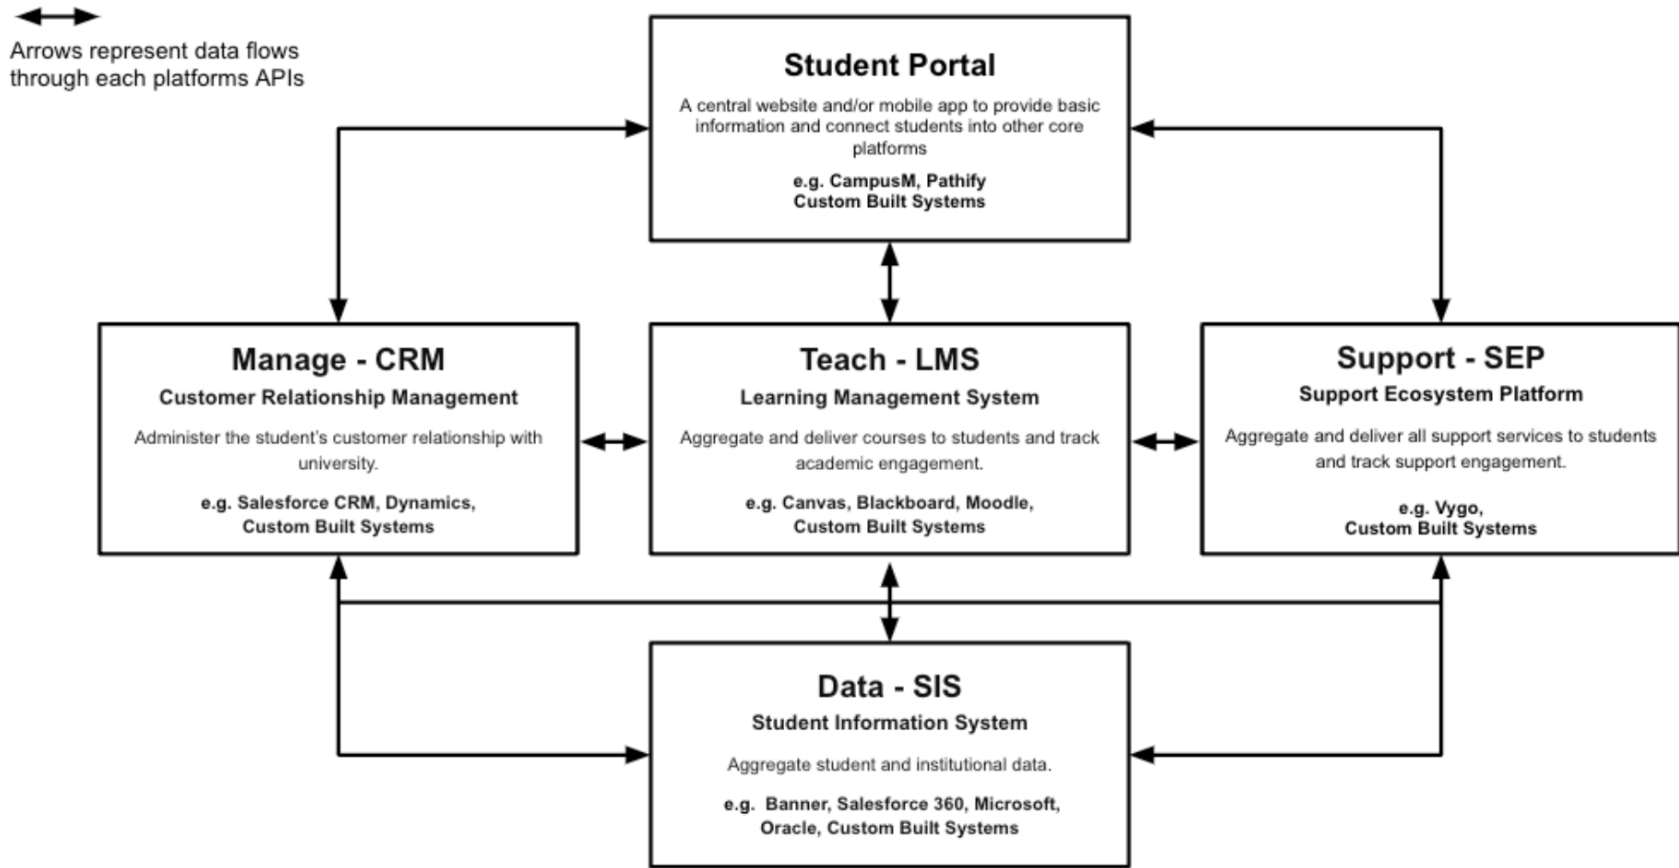 Arrows represent data flows
through each platforms APIs
Student Portal
A central website and/or mobile app to provide basic
information and connect students into other core
platforms
e.g. CampusM, Pathify
Custom Built Systems
Manage - CRM
Customer Relationship Management
Administer the student's customer relationship with
university.
e.g. Salesforce CRM, Dynamics,
Custom Built Systems
Teach - LMS
Learning Management System
Aggregate and deliver courses to students and track
academic engagement.
e.g. Canvas, Blackboard, Moodle,
Custom Built Systems
Support - SEP
Support Ecosystem Platform
Aggregate and deliver all support services to students
and track support engagement.
e.g. Vygo,
Custom Built Systems
Data - SIS
Student Information System
Aggregate student and institutional data.
e.g. Banner, Salesforce 360, Microsoft,
Oracle, Custom Built Systems